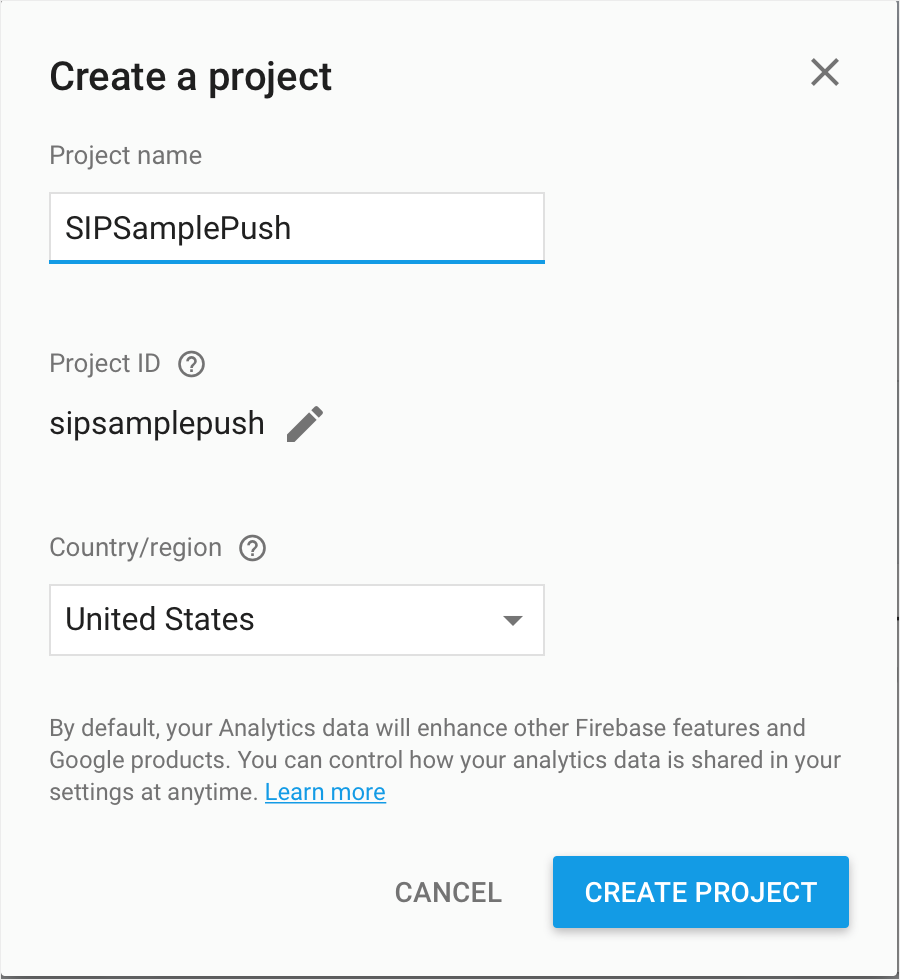 Create a project
Project name
SIPSamplePush
Project ID
sipsamplepush
Country/region
United States
By default, your Analytics data will enhance other Firebase features and
Google products. You can control how your analytics data is shared in your
settings at anytime. Learn more
CANCEL
CREATE PROJECT